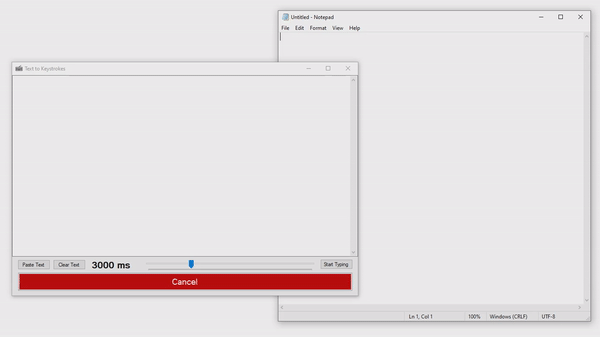 Untitled - Notepad
File Edit Format View Help
Text to Keystrokes
Paste Text Clear Text 3000 ms Start Typing
Cancel
Ln 1, Col 1 100% Windows (CRLF) UTF-8